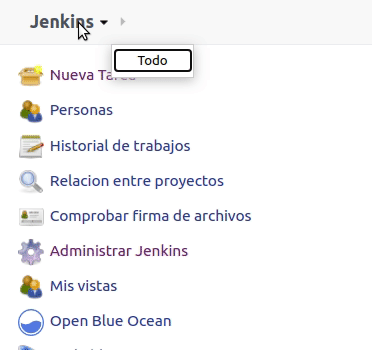 Jenkins
Todo
Nueva
Personas
Historial de trabajos
Relacion entre proyectos
Comprobar firma de archivos
Administrar Jenkins
Mis vistas
Open Blue Ocean